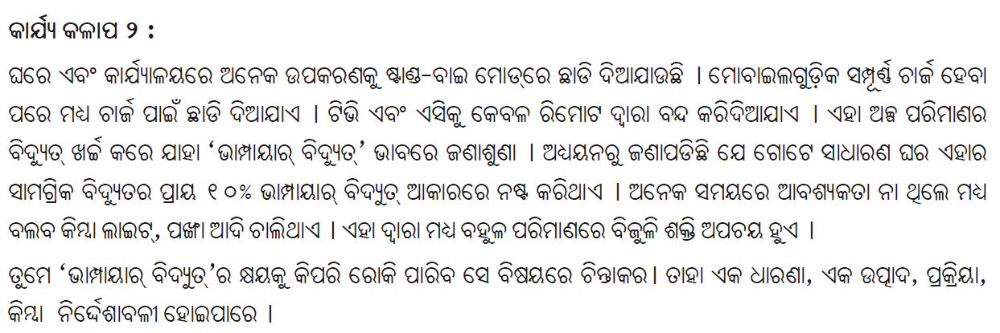 କାର୍ଯ୍ୟ କଳାପ ୨ :
ଘରେ ଏବଂ କାର୍ଯ୍ୟାଳୟରେ ଅନେକ ଉପକରଣକୁ ଷ୍ଟାଣ୍ଡ-ବାଇ ମୋଡ୍‌ରେ ଛାଡି ଦିଆଯାଉଛି । ମୋବାଇଲଗୁଡ଼ିକ ସମ୍ପୂର୍ଣ୍ଣ ଚାର୍ଜ ହେବା
ପରେ ମଧ୍ୟ ଚାର୍ଜ ପାଇଁ ଛାଡି ଦିଆଯାଏ । ଟିଭି ଏବଂ ଏସିକୁ କେବଳ ରିମୋଟ ଦ୍ୱାରା ବନ୍ଦ କରିଦିଆଯାଏ । ଏହା ଅଳ୍ପ ପରିମାଣର
ବିଦ୍ୟୁତ୍ ଖର୍ଚ୍ଚ କରେ ଯାହା ‘ଭାମ୍ପାୟାର୍ ବିଦ୍ୟୁତ୍’ ଭାବରେ ଜଣାଶୁଣା । ଅଧ୍ୟୟନରୁ ଜଣାପଡିଛି ଯେ ଗୋଟେ ସାଧାରଣ ଘର ଏହାର
ସାମଗ୍ରିକ ବିଦ୍ୟୁତର ପ୍ରାୟ ୧୦% ଭାମ୍ପାୟାର୍ ବିଦ୍ୟୁତ୍ ଆକାରରେ ନଷ୍ଟ କରିଥାଏ । ଅନେକ ସମୟରେ ଆବଶ୍ୟକତା ନା ଥିଲେ ମଧ୍ୟ
ବଲବ କିମ୍ବା ଲାଇଟ୍, ପଙ୍ଖା ଆଦି ଚାଲିଥାଏ । ଏହା ଦ୍ୱାରା ମଧ୍ୟ ବହୁଳ ପରିମାଣରେ ବିଜୁଳି ଶକ୍ତି ଅପଚୟ ହୁଏ ।
ତୁମେ ‘ଭାମ୍ପାୟାର୍ ବିଦ୍ୟୁତ୍’ର କ୍ଷୟକୁ କିପରି ରୋକି ପାରିବ ସେ ବିଷୟରେ ଚିନ୍ତାକର। ତାହା ଏକ ଧାରଣା, ଏକ ଉତ୍ପାଦ, ପ୍ରକ୍ରିୟା,
କିମ୍ବା ନିର୍ଦ୍ଦେଶାବଳୀ ହୋଇପାରେ ।